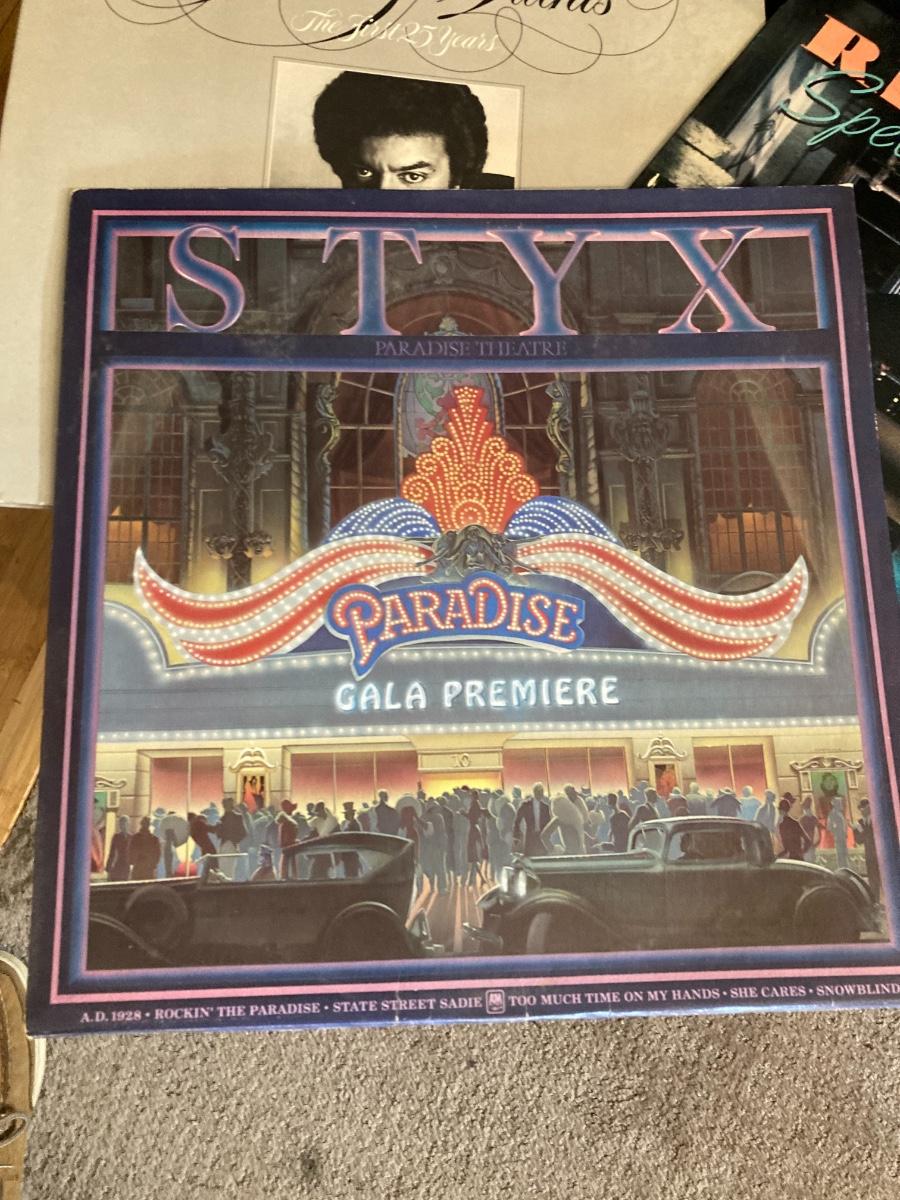 The First 25 Years
STYX
PARADISE THEATRE
PARADISE
GALA PREMIERE
10
A.D. 1928 • ROCKIN' THE PARADISE • STATE STREET SADIE A&M TOO MUCH TIME ON MY HANDS • SHE CARES • SNOWBLIND